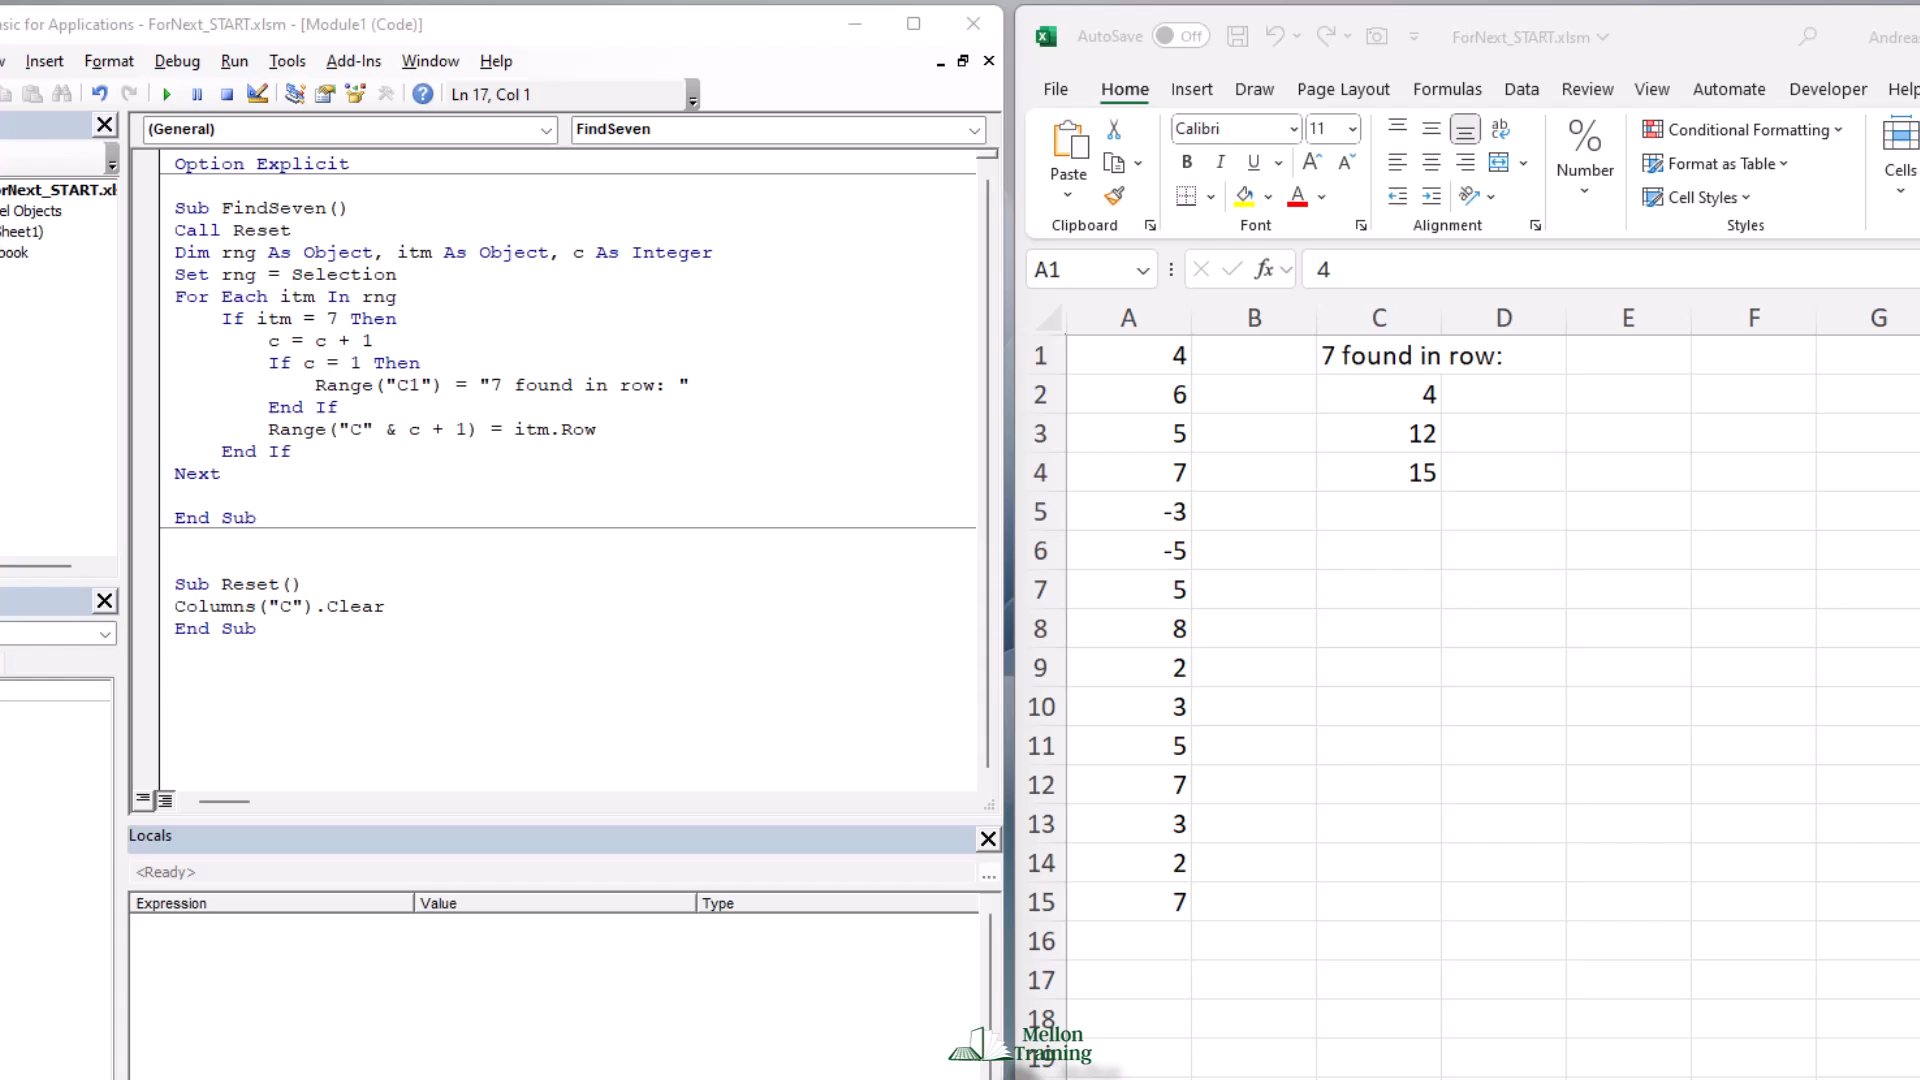 asic for Applications - ForNext_START.xlsm - [Module1 (Code)]
Insert Format Debug Run Tools Add-Ins Window Help
Ln 17, Col 1
(General) FindSeven
orNext_START.xl
el Objects
heet1)
book
Option Explicit
Sub FindSeven()
Call Reset
Dim rng As Object, itm As Object, c As Integer
Set rng = Selection
For Each itm In rng
If itm = 7 Then
c = c + 1
If c = 1 Then
Range("C1") = "7 found in row: "
End If
Range("C" & c + 1) = itm.Row
End If
Next
End Sub
Sub Reset()
Columns("C").Clear
End Sub
Locals
<Ready>
...
Expression Value Type
AutoSave Off ForNext_START.xlsm Andreas
File Home Insert Draw Page Layout Formulas Data Review View Automate Developer Help
Paste
Clipboard
Calibri 11
B I U A A
ab
A
Font
Alignment
%
Number
Conditional Formatting
Format as Table
Cell Styles
Styles
Cells
A1 fx 4
A B C D E F G
1 4 7 found in row:
2 6 4
3 5 12
4 7 15
5 -3
6 -5
7 5
8 8
9 2
10 3
11 5
12 7
13 3
14 2
15 7
16
17
18
19
Mellon
Training